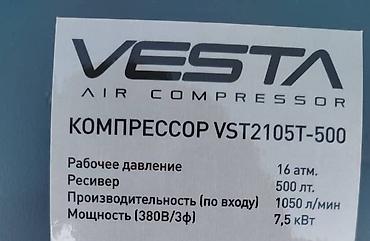 VESTA
AIR COMPRESSOR
КОМПРЕССОР VST2105T-500
Рабочее давление 16 атм.
Ресивер 500 лт.
Производительность (по входу) 1050 л/мин
Мощность (380В/3ф) 7,5 кВт